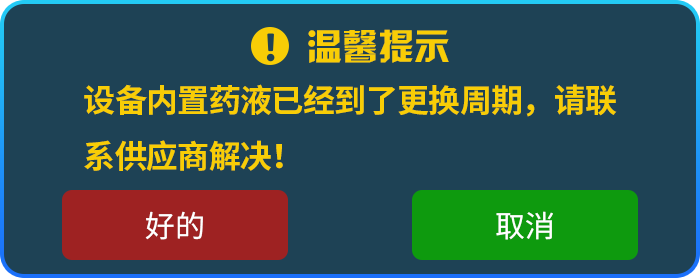 温馨提示
设备内置药液已经到了更换周期，请联
系供应商解决！
好的
取消